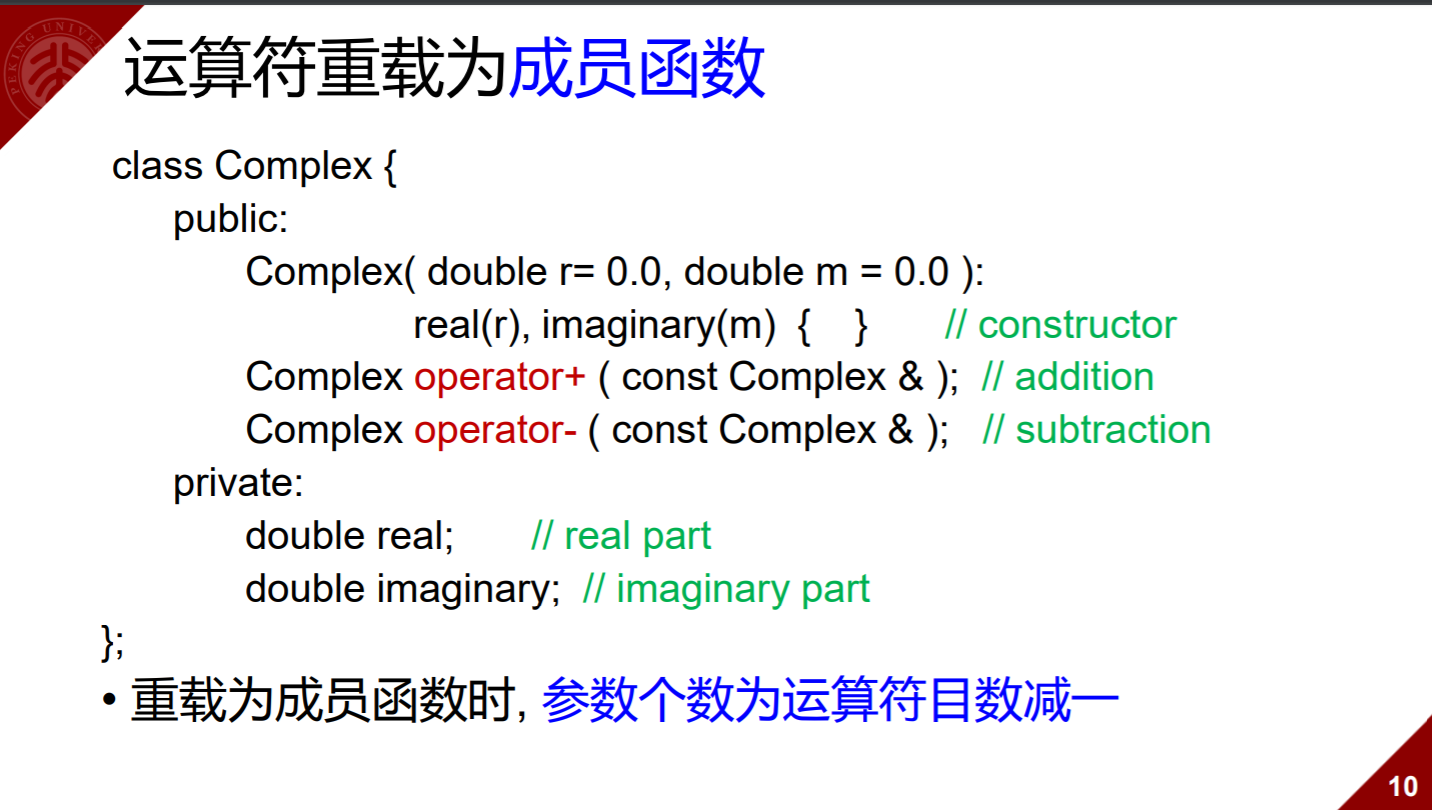 PEKING UNIVE
运算符重载为成员函数
class Complex {
public:
Complex( double r= 0.0, double m = 0.0 ):
real(r), imaginary(m) { } // constructor
Complex operator+ ( const Complex & ); // addition
Complex operator- ( const Complex & ); // subtraction
private:
double real; // real part
double imaginary; // imaginary part
};
• 重载为成员函数时, 参数个数为运算符目数减一
10